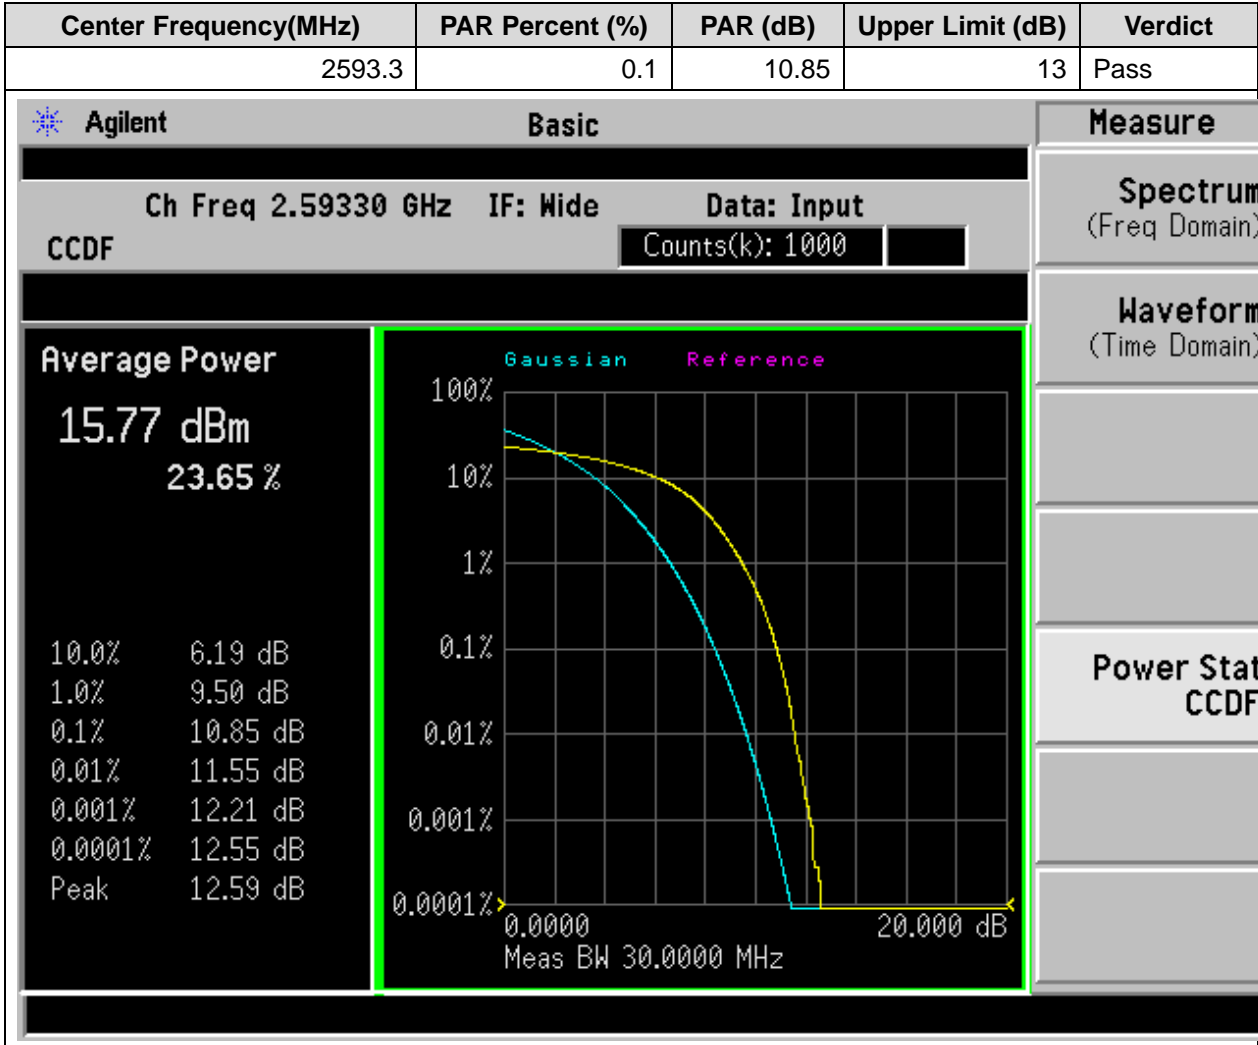 Center Frequency(MHz) PAR Percent (%) PAR (dB) Upper Limit (dB) Verdict
2593.3 0.1 10.85 13 Pass
Agilent Basic Measure
Ch Freq 2.59330 GHz IF: Wide Data: Input
CCDF Counts(k): 1000
Spectrum
(Freq Domain)
Waveform
(Time Domain)
Power Stat
CCDF
Average Power
15.77 dBm
23.65 %
10.0% 6.19 dB
1.0% 9.50 dB
0.1% 10.85 dB
0.01% 11.55 dB
0.001% 12.21 dB
0.0001% 12.55 dB
Peak 12.59 dB
Gaussian Reference
100%
10%
1%
0.1%
0.01%
0.001%
0.0001%
0.0000 20.000 dB
Meas BW 30.0000 MHz